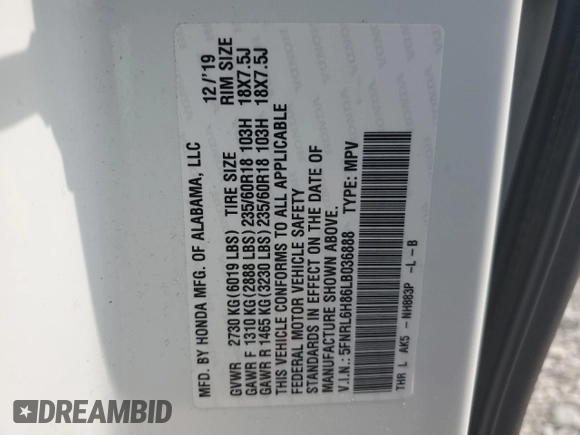 MFD. BY HONDA MFG. OF ALABAMA, LLC 12/'19
TIRE SIZE RIM SIZE
GVWR 2730 KG (6019 LBS)
GAWR F 1310 KG (2888 LBS) 235/60R18 103H 18X7.5J
GAWR R 1465 KG (3230 LBS) 235/60R18 103H 18X7.5J
THIS VEHICLE CONFORMS TO ALL APPLICABLE
FEDERAL MOTOR VEHICLE SAFETY
STANDARDS IN EFFECT ON THE DATE OF
MANUFACTURE SHOWN ABOVE.
V.I.N.: 5FNRL6H86LB036888 TYPE: MPV
THR L AK5 - NH883P -L -B
DEALERS AUCTION.COM